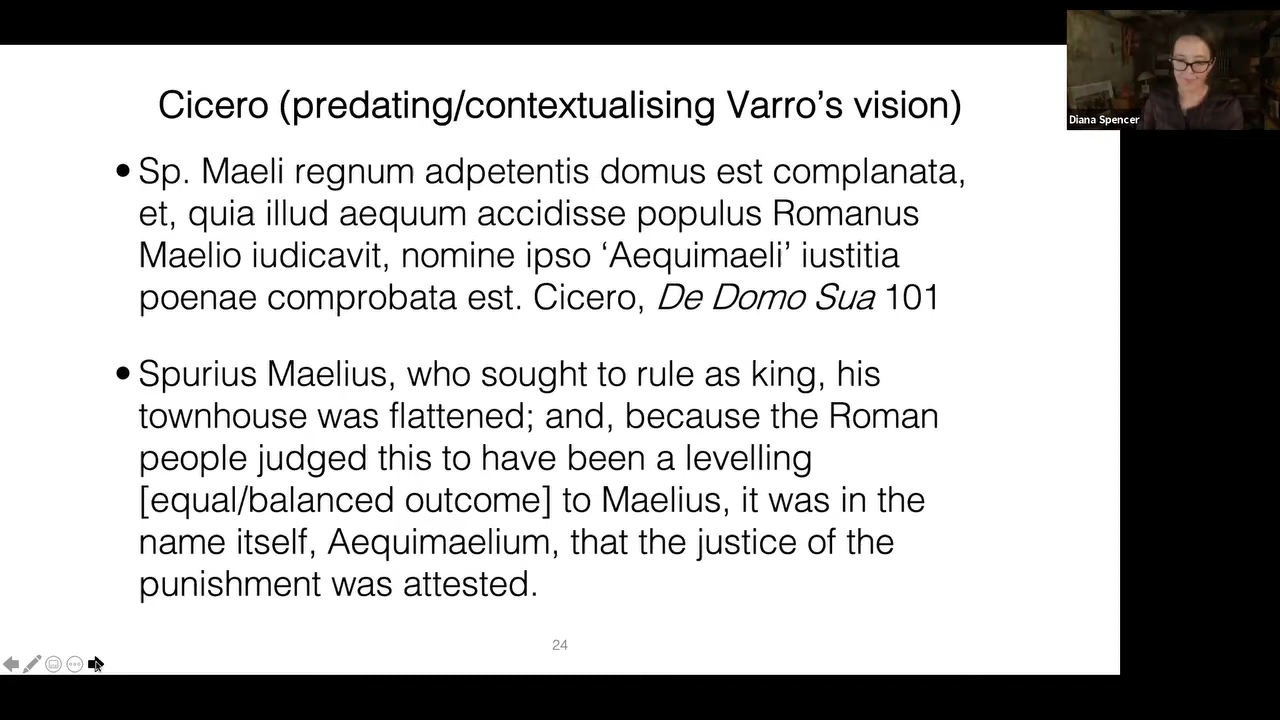 Cicero (predating/contextualising Varro’s vision)
• Sp. Maeli regnum adpetentis domus est complanata,
et, quia illud aequum accidisse populus Romanus
Maelio iudicavit, nomine ipso ‘Aequimaeli’ iustitia
poenae comprobata est. Cicero, De Domo Sua 101
• Spurius Maelius, who sought to rule as king, his
townhouse was flattened; and, because the Roman
people judged this to have been a levelling
[equal/balanced outcome] to Maelius, it was in the
name itself, Aequimaelium, that the justice of the
punishment was attested.
24
Diana Spencer